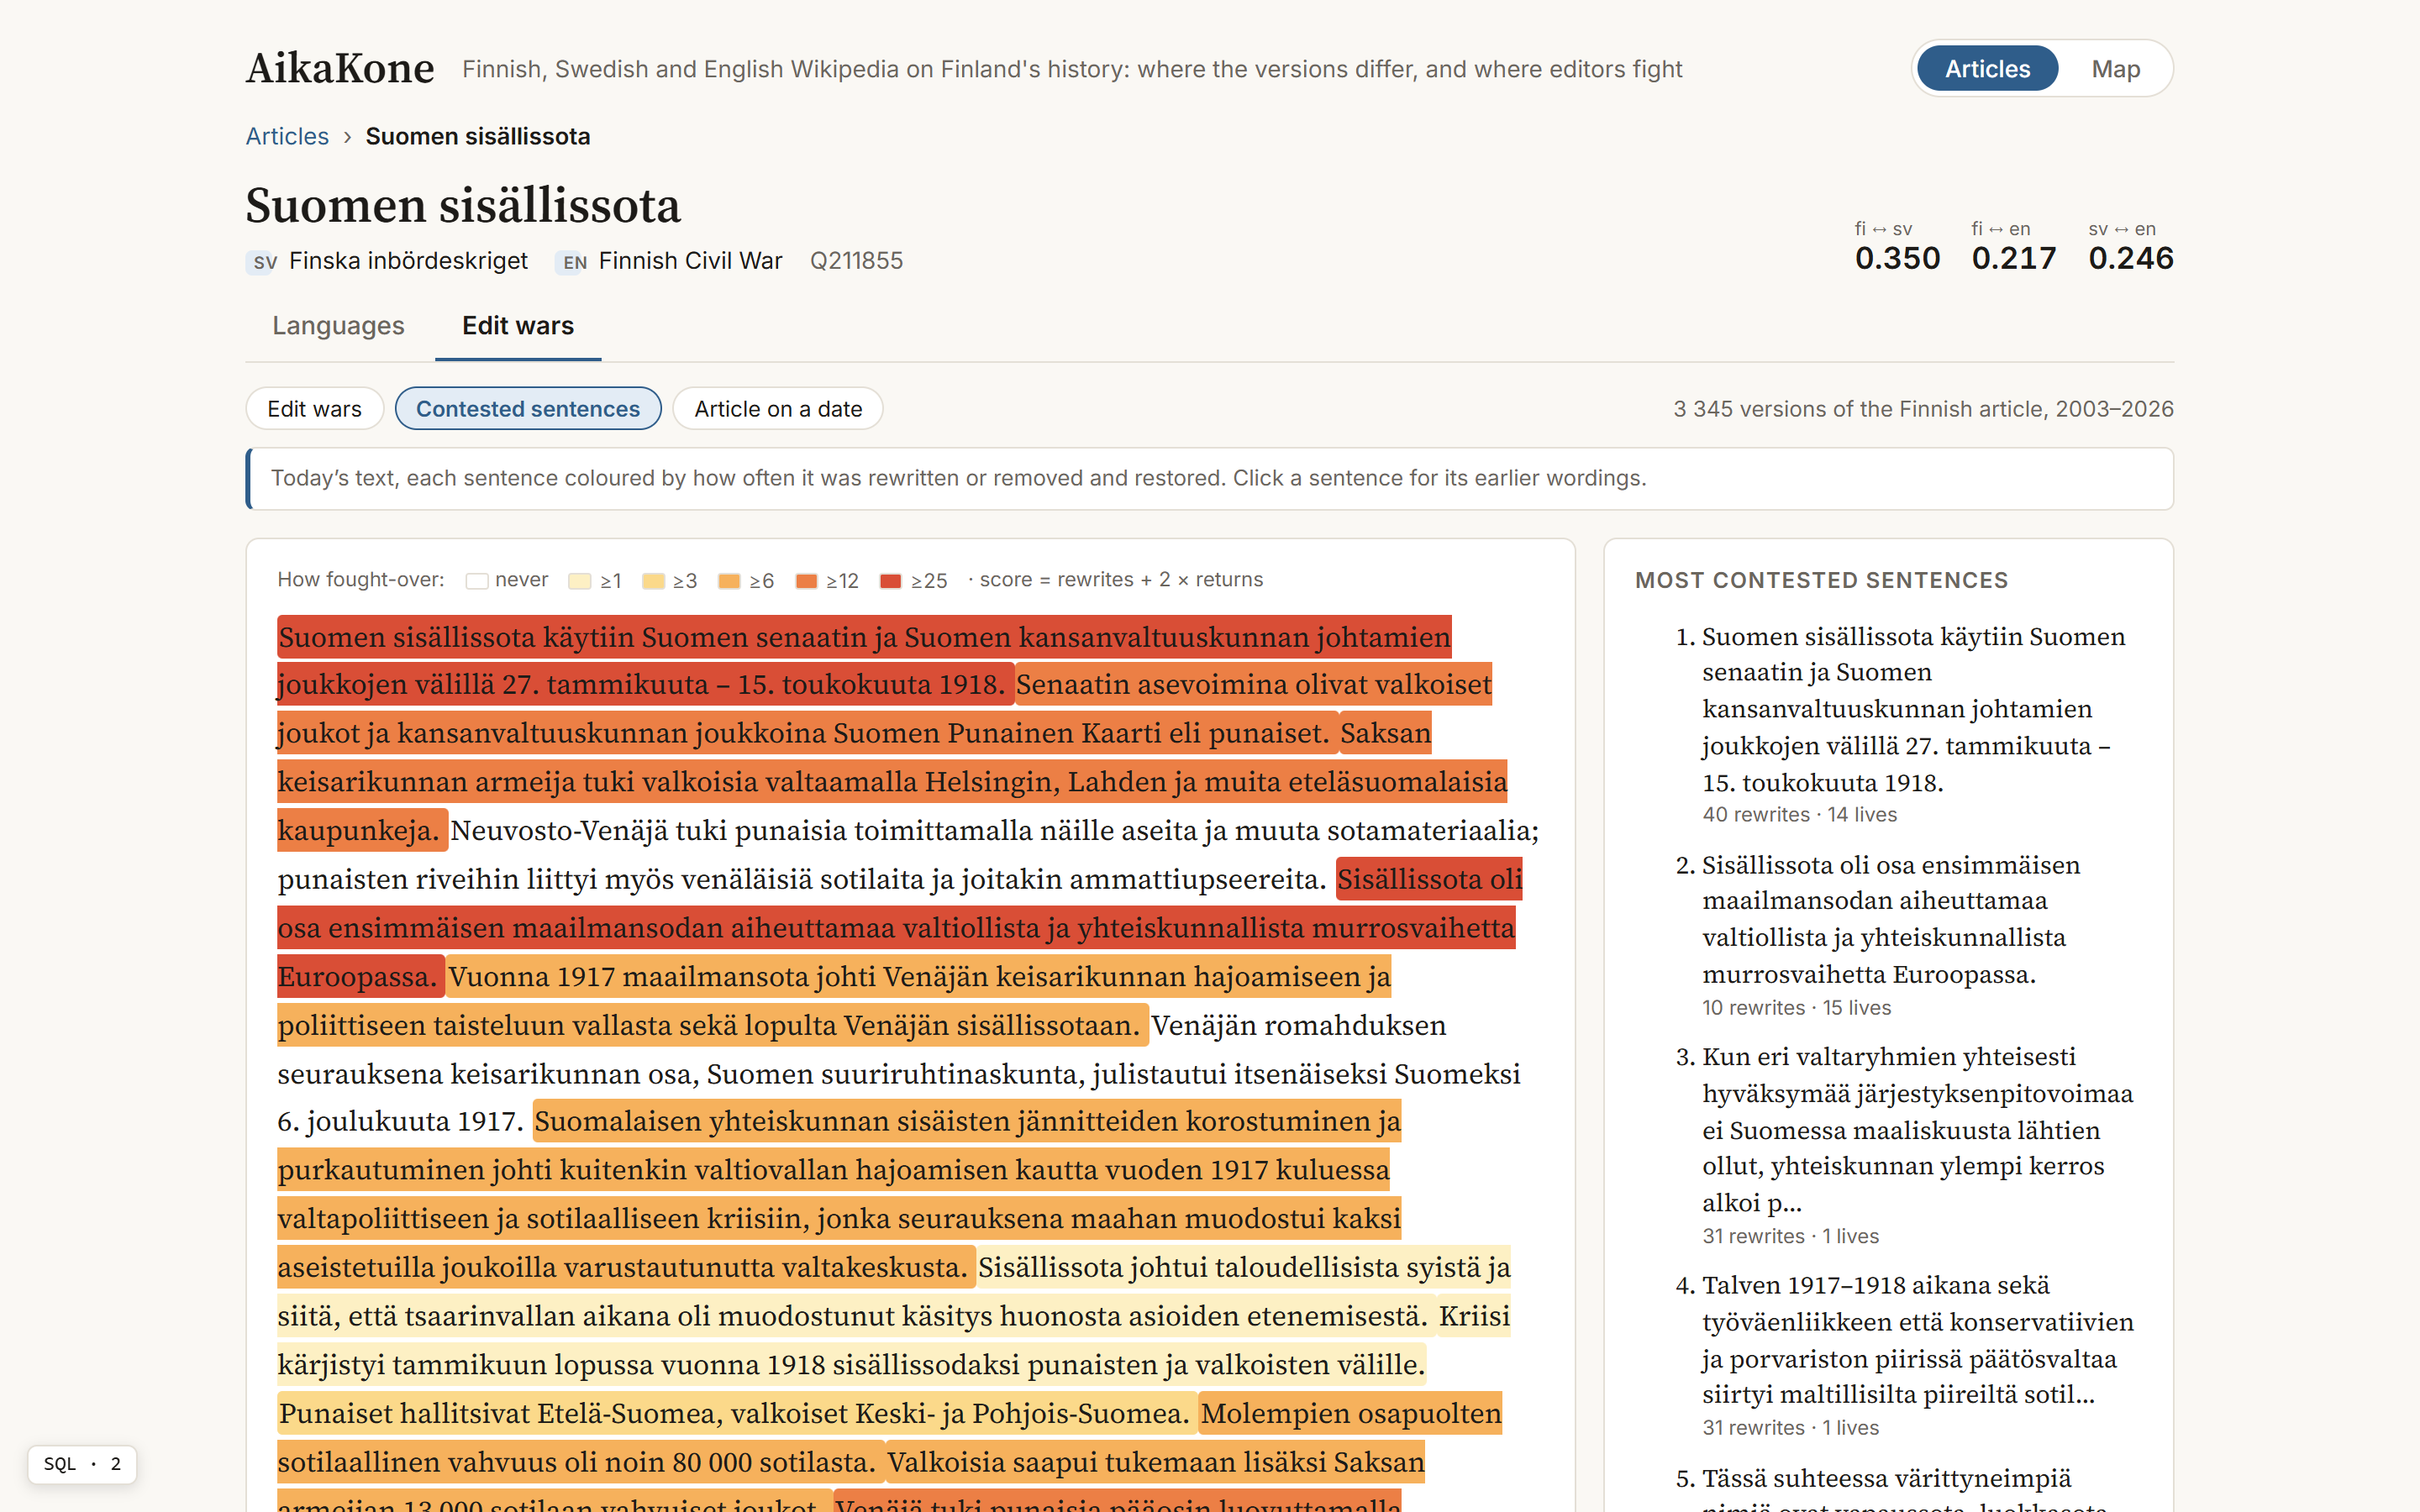 AikaKone
Finnish, Swedish and English Wikipedia on Finland's history: where the versions differ, and where editors fight
Articles
Map
Articles › Suomen sisällissota
Suomen sisällissota
SV Finska inbördeskriget EN Finnish Civil War Q211855
fi ↔ sv
0.350
fi ↔ en
0.217
sv ↔ en
0.246
Languages
Edit wars
Edit wars
Contested sentences
Article on a date
3 345 versions of the Finnish article, 2003–2026
Today’s text, each sentence coloured by how often it was rewritten or removed and restored. Click a sentence for its earlier wordings.
How fought-over: never ≥1 ≥3 ≥6 ≥12 ≥25 · score = rewrites + 2 × returns
Suomen sisällissota käytiin Suomen senaatin ja Suomen kansanvaltuuskunnan johtamien
joukkojen välillä 27. tammikuuta – 15. toukokuuta 1918. Senaatin asevoimina olivat valkoiset
joukot ja kansanvaltuuskunnan joukkoina Suomen Punainen Kaarti eli punaiset. Saksan
keisarikunnan armeija tuki valkoisia valtaamalla Helsingin, Lahden ja muita eteläsuomalaisia
kaupunkeja. Neuvosto-Venäjä tuki punaisia toimittamalla näille aseita ja muuta sotamateriaalia;
punaisten riveihin liittyi myös venäläisiä sotilaita ja joitakin ammattiupseereita. Sisällissota oli
osa ensimmäisen maailmansodan aiheuttamaa valtiollista ja yhteiskunnallista murrosvaihetta
Euroopassa. Vuonna 1917 maailmansota johti Venäjän keisarikunnan hajoamiseen ja
poliittiseen taisteluun vallasta sekä lopulta Venäjän sisällissotaan. Venäjän romahduksen
seurauksena keisarikunnan osa, Suomen suuriruhtinaskunta, julistautui itsenäiseksi Suomeksi
6. joulukuuta 1917. Suomalaisen yhteiskunnan sisäisten jännitteiden korostuminen ja
purkautuminen johti kuitenkin valtiovallan hajoamisen kautta vuoden 1917 kuluessa
valtapoliittiseen ja sotilaalliseen kriisiin, jonka seurauksena maahan muodostui kaksi
aseistetuilla joukoilla varustautunutta valtakeskusta. Sisällissota johtui taloudellisista syistä ja
siitä, että tsaarinvallan aikana oli muodostunut käsitys huonosta asioiden etenemisestä. Kriisi
kärjistyi tammikuun lopussa vuonna 1918 sisällissodaksi punaisten ja valkoisten välille.
Punaiset hallitsivat Etelä-Suomea, valkoiset Keski- ja Pohjois-Suomea. Molempien osapuolten
sotilaallinen vahvuus oli noin 80 000 sotilasta. Valkoisia saapui tukemaan lisäksi Saksan
armeijan 13 000 sotilaan vahvuiset joukot. Venäjä tuki punaisia pääosin luovuttamalla
MOST CONTESTED SENTENCES
1. Suomen sisällissota käytiin Suomen
senaatin ja Suomen
kansanvaltuuskunnan johtamien
joukkojen välillä 27. tammikuuta –
15. toukokuuta 1918.
40 rewrites · 14 lives
2. Sisällissota oli osa ensimmäisen
maailmansodan aiheuttamaa
valtiollista ja yhteiskunnallista
murrosvaihetta Euroopassa.
10 rewrites · 15 lives
3. Kun eri valtaryhmien yhteisesti
hyväksymää järjestyksenpitovoimaa
ei Suomessa maaliskuusta lähtien
ollut, yhteiskunnan ylempi kerros
alkoi p...
31 rewrites · 1 lives
4. Talven 1917–1918 aikana sekä
työväenliikkeen että konservatiivien
ja porvariston piirissä päätösvaltaa
siirtyi maltillisilta piireiltä sotil...
31 rewrites · 1 lives
5. Tässä suhteessa värittyneimpiä
nimiä ovat vapaussota, luokkasota,
SQL · 2